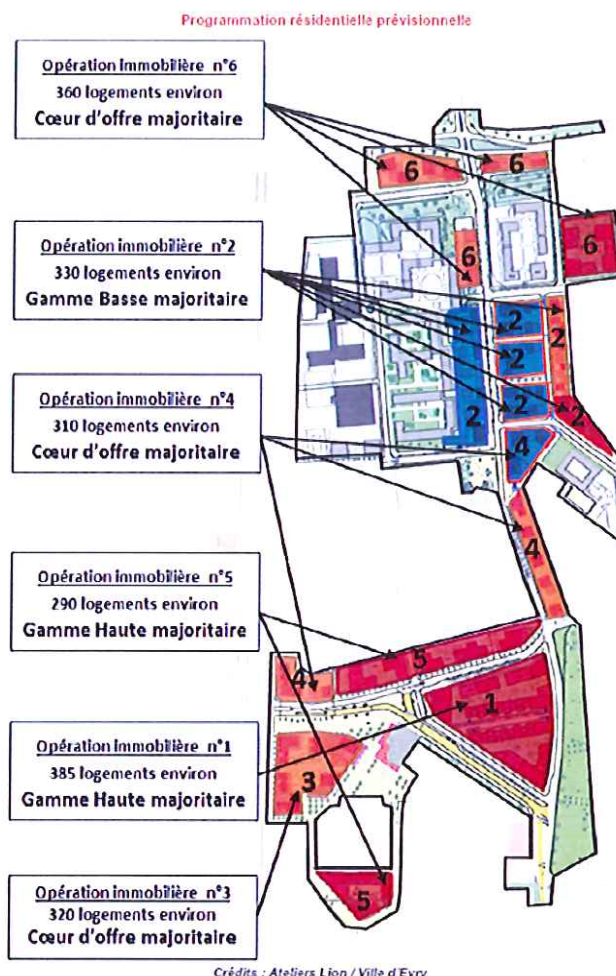 Programmation résidentielle prévisionnelle
Opération immobilière n°6
360 logements environ
Cœur d'offre majoritaire
Opération immobilière n°2
330 logements environ
Gamme Basse majoritaire
Opération immobilière n°4
310 logements environ
Cœur d'offre majoritaire
Opération immobilière n°5
290 logements environ
Gamme Haute majoritaire
Opération immobilière n°1
385 logements environ
Gamme Haute majoritaire
Opération immobilière n°3
320 logements environ
Cœur d'offre majoritaire
6
6
6
6
2
2
2
2
2
2
4
4
5
4
1
3
5
Crédits : Ateliers Lion / Ville d'Evry